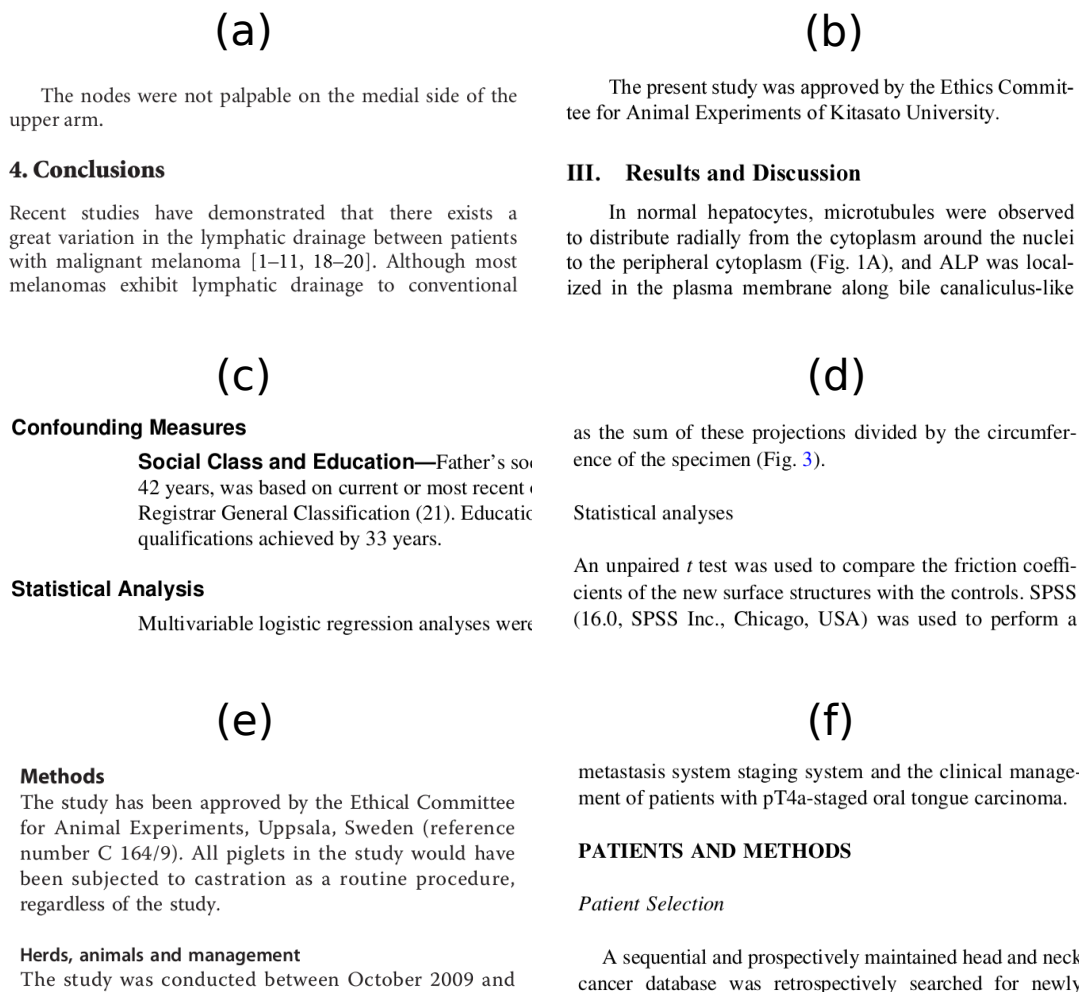 (a)
The nodes were not palpable on the medial side of the
upper arm.
4. Conclusions
Recent studies have demonstrated that there exists a
great variation in the lymphatic drainage between patients
with malignant melanoma [1–11, 18–20]. Although most
melanomas exhibit lymphatic drainage to conventional
(b)
The present study was approved by the Ethics Commit-
tee for Animal Experiments of Kitasato University.
III. Results and Discussion
In normal hepatocytes, microtubules were observed
to distribute radially from the cytoplasm around the nuclei
to the peripheral cytoplasm (Fig. 1A), and ALP was local-
ized in the plasma membrane along bile canaliculus-like
(c)
Confounding Measures
Social Class and Education—Father's
42 years, was based on current or most recent
Registrar General Classification (21).
qualifications achieved by 33 years.
Statistical Analysis
Multivariable logistic regression analyses were
(d)
as the sum of these projections divided by the circumfer-
ence of the specimen (Fig. 3).
Statistical analyses
An unpaired t test was used to compare the friction coeffi-
cients of the new surface structures with the controls. SPSS
(16.0, SPSS Inc., Chicago, USA) was used to perform a
(e)
Methods
The study has been approved by the Ethical Committee
for Animal Experiments, Uppsala, Sweden (reference
number C 164/9). All piglets in the study would have
been subjected to castration as a routine procedure,
regardless of the study.
Herds, animals and management
The study was conducted between October 2009 and
(f)
metastasis system staging system and the clinical manage-
ment of patients with pT4a-staged oral tongue carcinoma.
PATIENTS AND METHODS
Patient Selection
A sequential and prospectively maintained head and neck
cancer database was retrospectively searched for newly